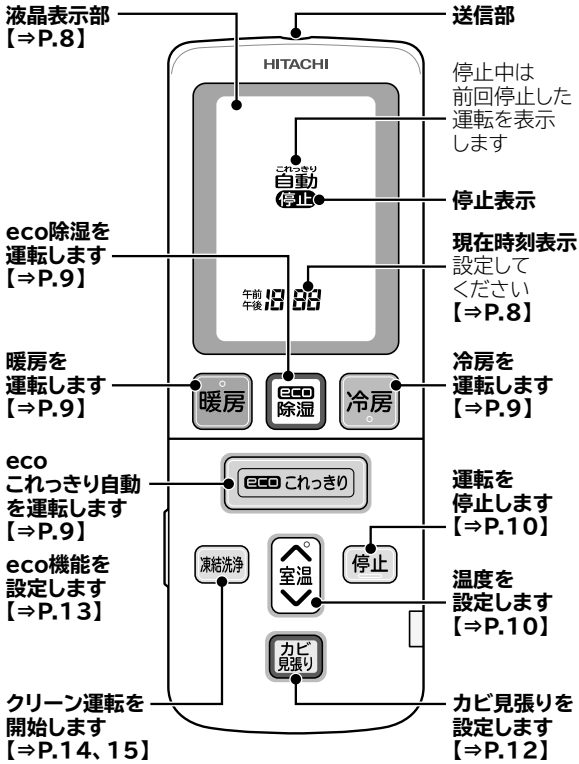 液晶表示部
【⇒P.8】
送信部
HITACHI
停止中は
前回停止した
運転を表示
します
これっきり
自動
停止
停止表示
eco除湿を
運転します
【⇒P.9】
現在時刻表示
設定して
ください
【⇒P.8】
午前
午後
18:88
暖房を
運転します
【⇒P.9】
冷房を
運転します
【⇒P.9】
暖房
eco
除湿
冷房
eco
これっきり自動
を運転します
【⇒P.9】
eco これっきり
運転を
停止します
【⇒P.10】
eco機能を
設定します
【⇒P.13】
凍結洗浄
室温
停止
温度を
設定します
【⇒P.10】
カビ
見張り
クリーン運転を
開始します
【⇒P.14、15】
カビ見張りを
設定します
【⇒P.12】